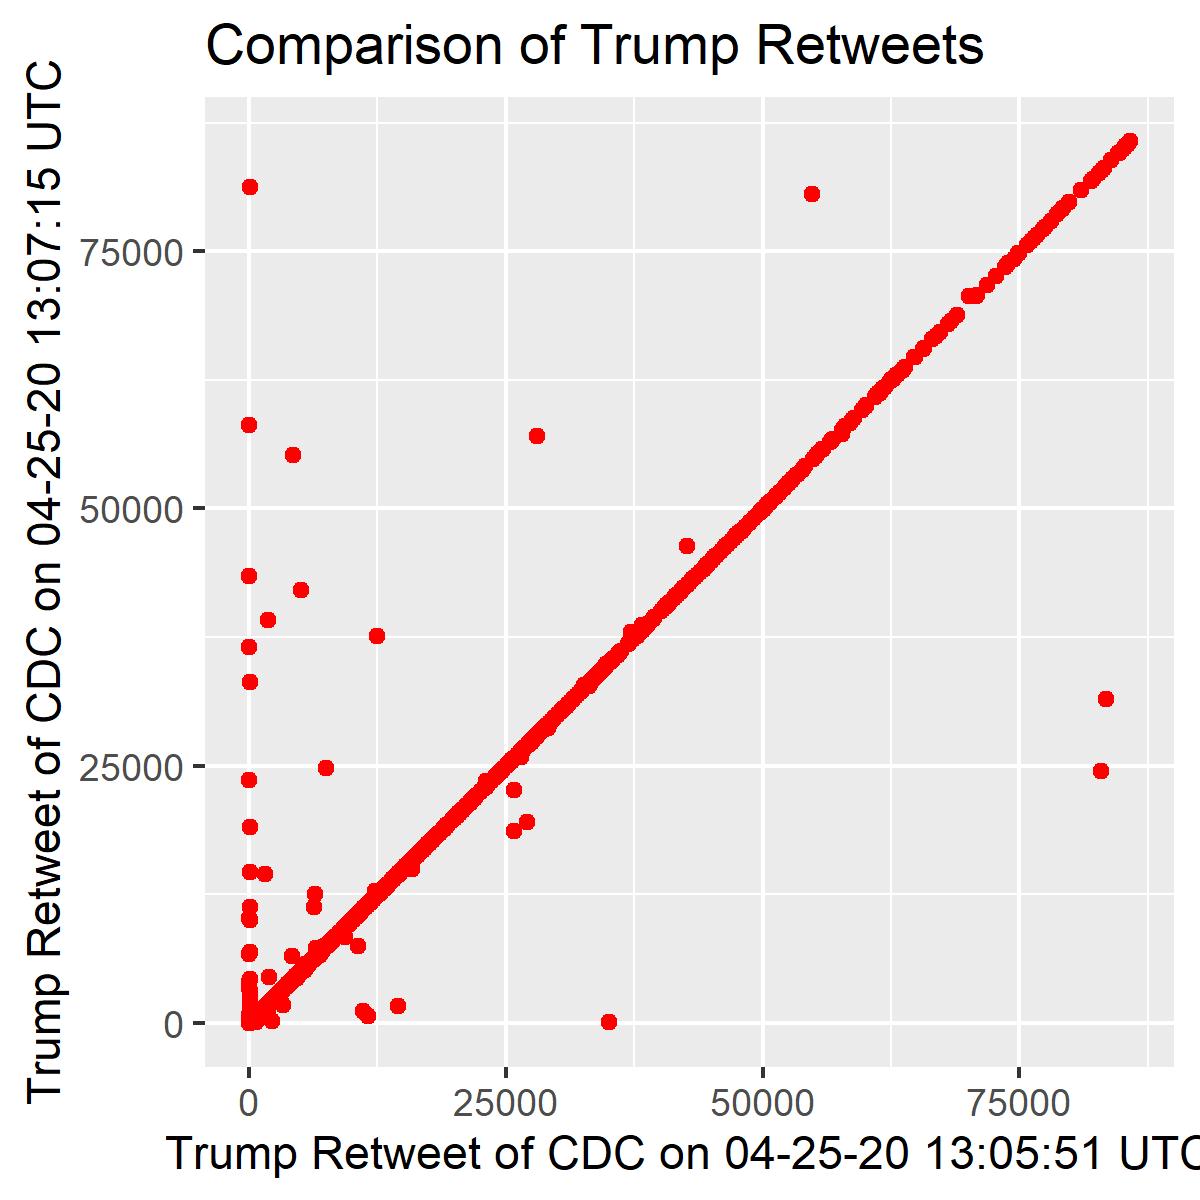 Comparison of Trump Retweets
Trump Retweet of CDC on 04-25-20 13:07:15 UTC
75000
50000
25000
0
0 25000 50000 75000
Trump Retweet of CDC on 04-25-20 13:05:51 UTC